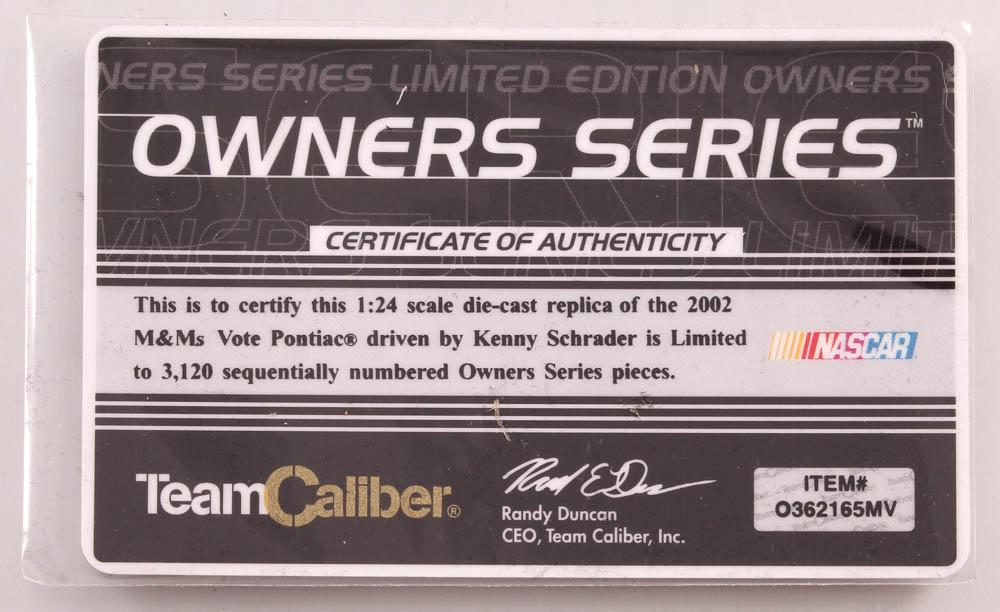 NERS SERIES LIMITED EDITION OWNERS S
OWNERS SERIES™
CERTIFICATE OF AUTHENTICITY
This is to certify this 1:24 scale die-cast replica of the 2002
M&Ms Vote Pontiac® driven by Kenny Schrader is Limited
to 3,120 sequentially numbered Owners Series pieces.
NASCAR
TeamCaliber®
Randy Duncan
CEO, Team Caliber, Inc.
ITEM#
O362165MV